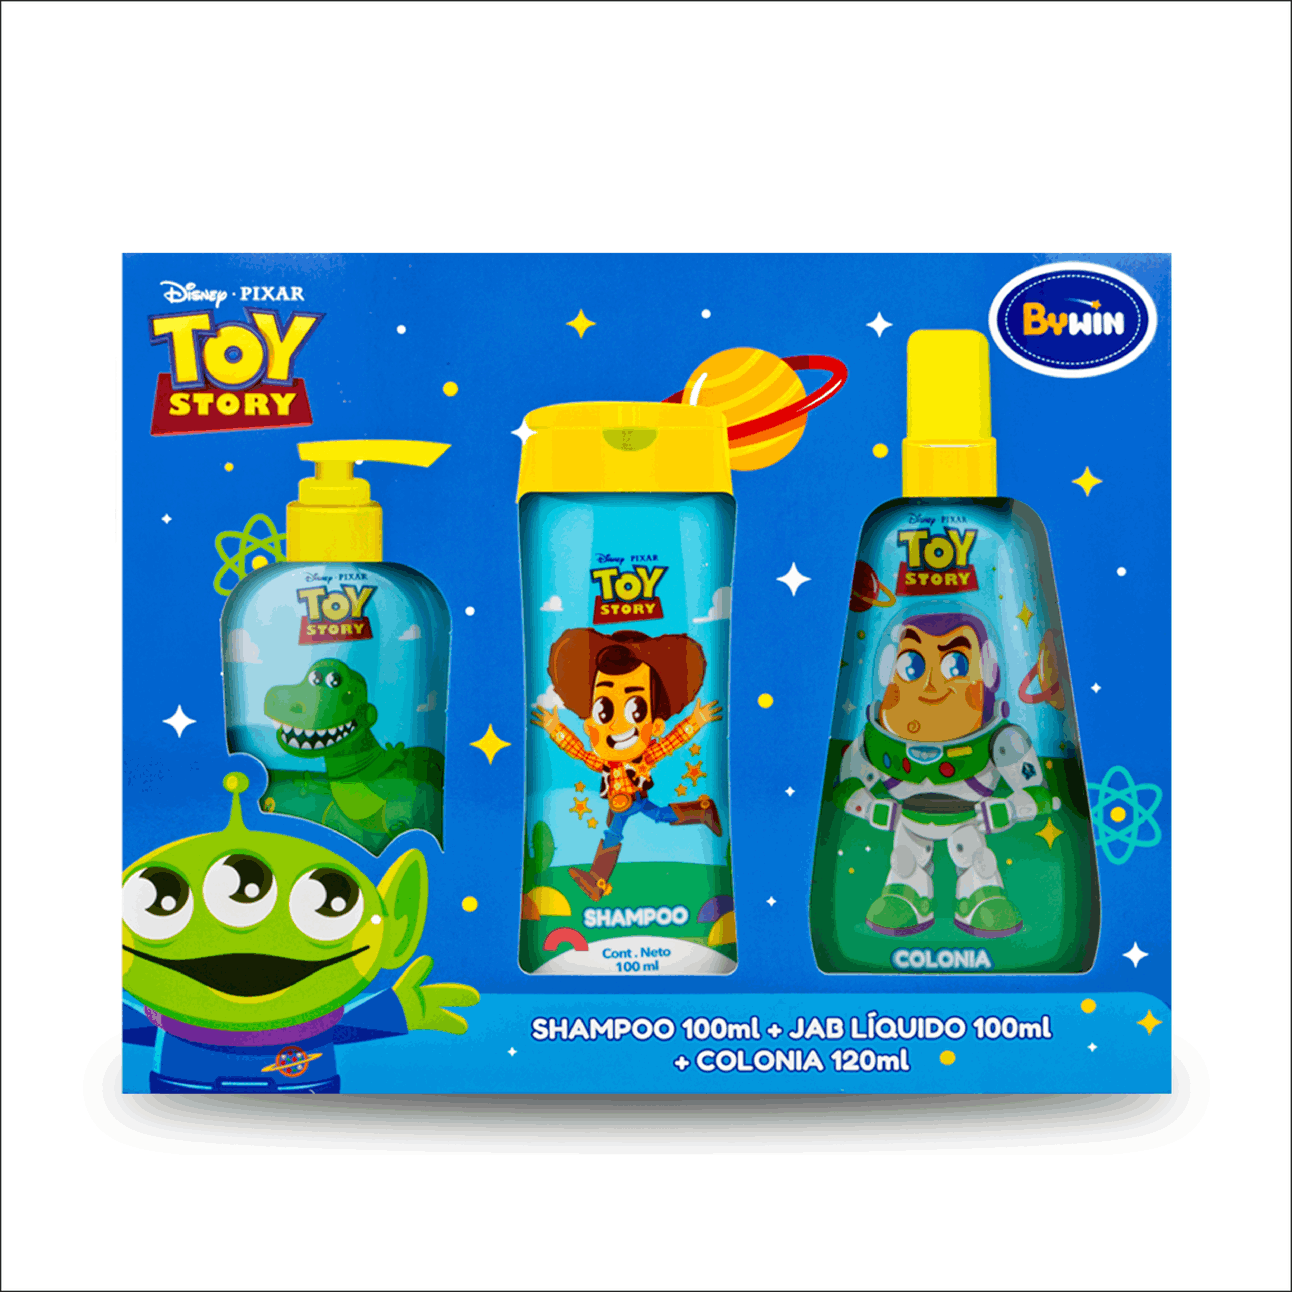 Disney · PIXAR
TOY
STORY
BYWIN
Disney · PIXAR
TOY
STORY
Disney PIXAR
TOY
STORY
SHAMPOO
Cont. Neto
100 ml
Disney PIXAR
TOY
STORY
COLONIA
SHAMPOO 100ml + JAB LÍQUIDO 100ml
+ COLONIA 120ml